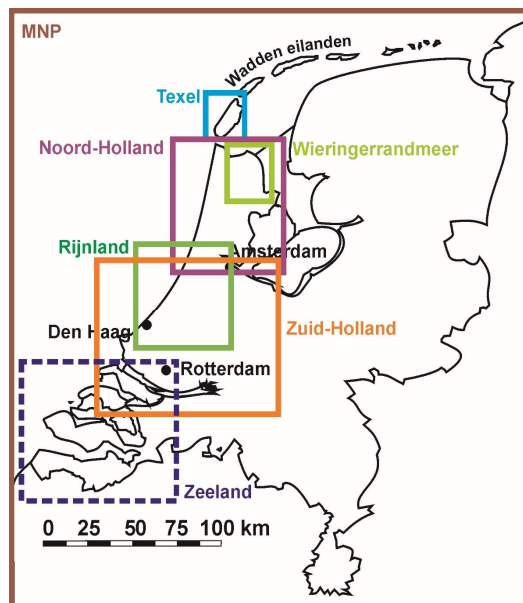 MNP
Wadden eilanden
Texel
Noord-Holland
Wieringerrandmeer
Rijnland
Amsterdam
Den Haag
Zuid-Holland
Rotterdam
Zeeland
0 25 50 75 100 km